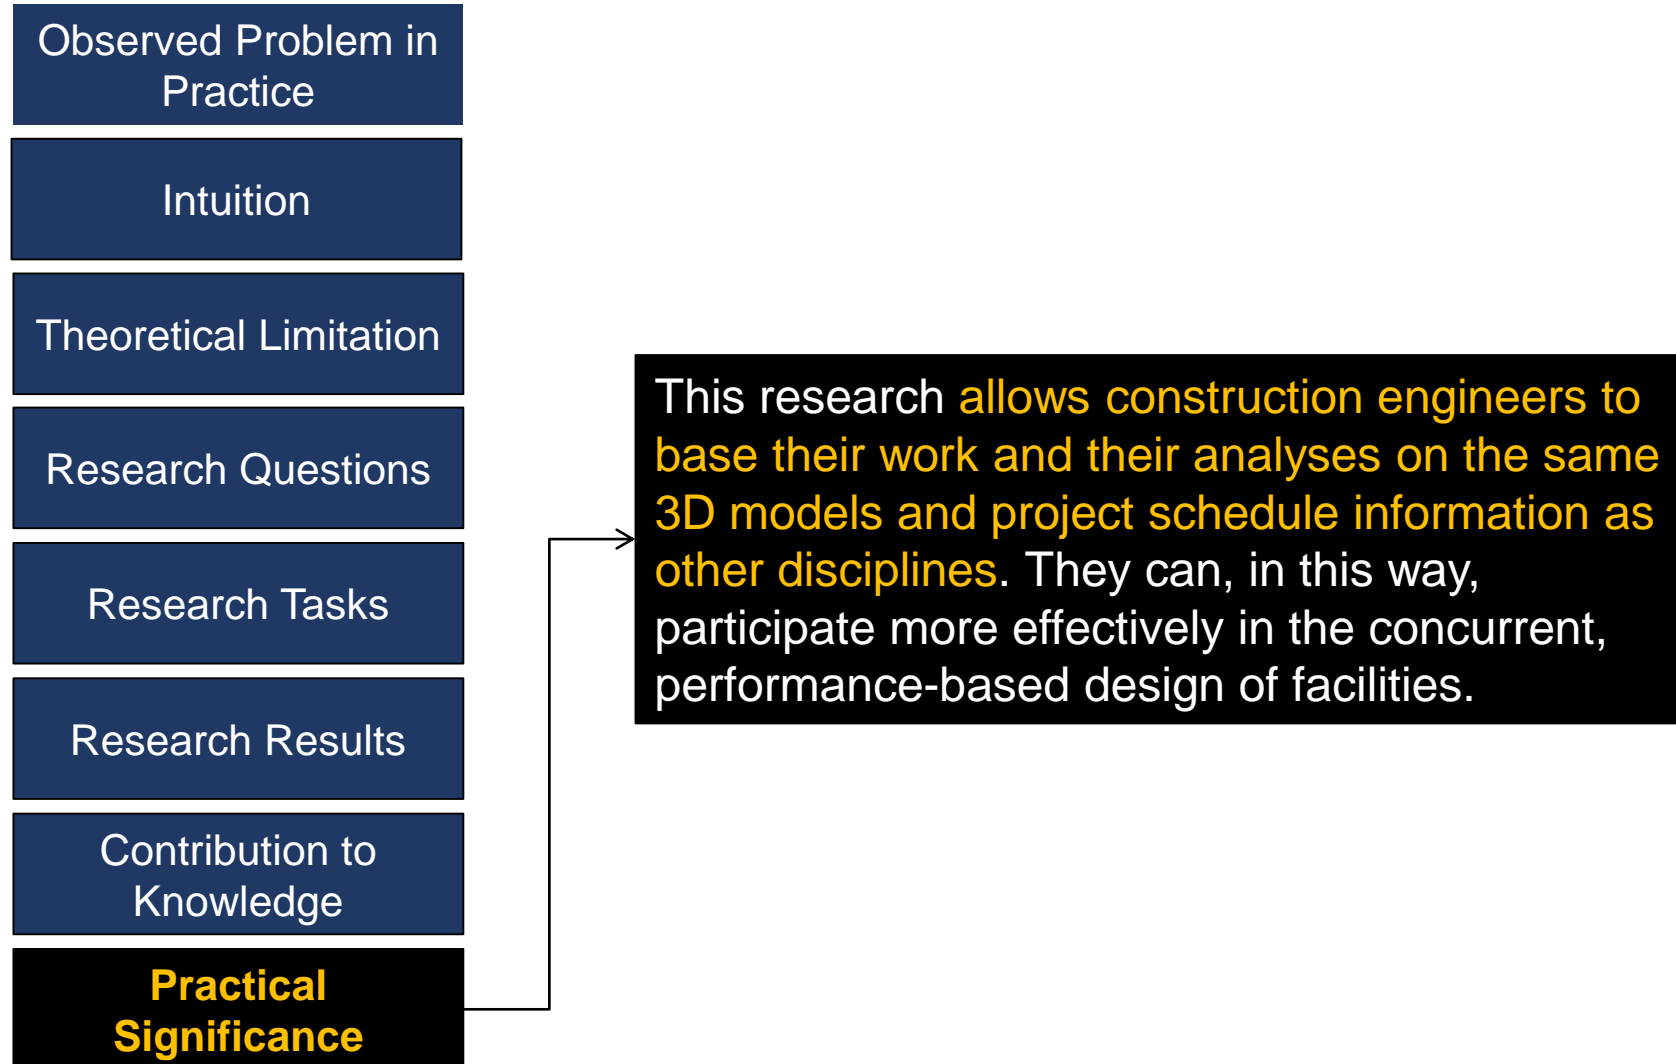 Observed Problem in
Practice
Intuition
Theoretical Limitation
Research Questions
Research Tasks
Research Results
Contribution to
Knowledge
Practical
Significance
This research allows construction engineers to
base their work and their analyses on the same
3D models and project schedule information as
other disciplines. They can, in this way,
participate more effectively in the concurrent,
performance-based design of facilities.